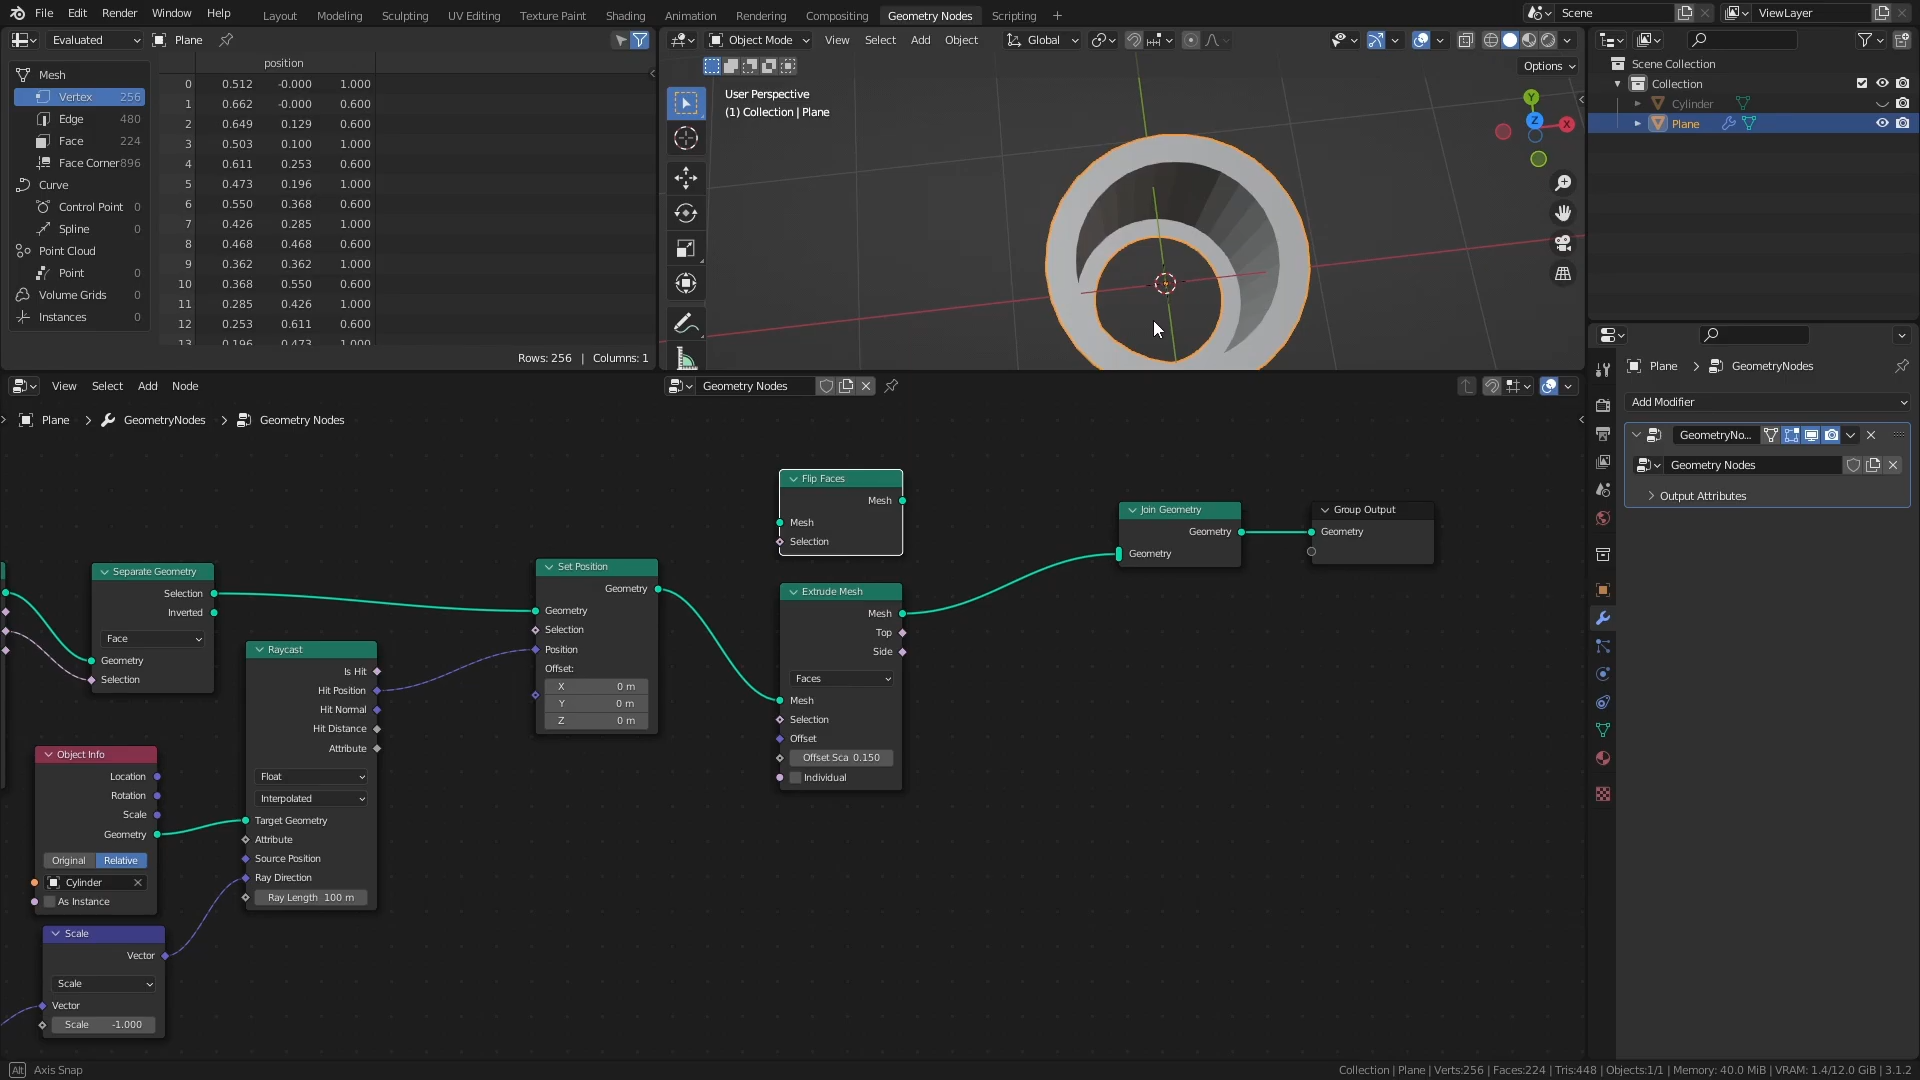 File Edit Render Window Help
Layout Modeling Sculpting UV Editing Texture Paint Shading Animation Rendering Compositing Geometry Nodes Scripting +
Scene
ViewLayer
Evaluated
Plane
Mesh
Vertex 256
Edge 480
Face 224
Face Corner 896
Curve
Control Point 0
Spline 0
Point Cloud
Point 0
Volume Grids 0
Instances 0
position
0 0.512 -0.000 1.000
1 0.662 -0.000 0.600
2 0.649 0.129 0.600
3 0.503 0.100 1.000
4 0.611 0.253 0.600
5 0.473 0.196 1.000
6 0.550 0.368 0.600
7 0.426 0.285 1.000
8 0.468 0.468 0.600
9 0.362 0.362 1.000
10 0.368 0.550 0.600
11 0.285 0.426 1.000
12 0.253 0.611 0.600
13 0.196 0.473 1.000
Rows: 256 | Columns: 1
Object Mode View Select Add Object Global
Options
User Perspective
(1) Collection | Plane
Y
Z
X
Scene Collection
Collection
Cylinder
Plane
View Select Add Node
Geometry Nodes
Plane > GeometryNodes > Geometry Nodes
Separate Geometry
Selection
Inverted
Face
Geometry
Selection
Object Info
Location
Rotation
Scale
Geometry
Original Relative
Cylinder
As Instance
Scale
Vector
Scale
Vector
Scale -1.000
Raycast
Is Hit
Hit Position
Hit Normal
Hit Distance
Attribute
Float
Interpolated
Target Geometry
Attribute
Source Position
Ray Direction
Ray Length 100 m
Set Position
Geometry
Geometry
Selection
Position
Offset:
X 0 m
Y 0 m
Z 0 m
Flip Faces
Mesh
Mesh
Selection
Extrude Mesh
Mesh
Top
Side
Faces
Mesh
Selection
Offset
Offset Sca 0.150
Individual
Join Geometry
Geometry
Geometry
Group Output
Geometry
Plane > GeometryNodes
Add Modifier
GeometryNo...
Geometry Nodes
Output Attributes
Alt Axis Snap
Collection | Plane | Verts:256 | Faces:224 | Tris:448 | Objects:1/1 | Memory: 40.0 MiB | VRAM: 1.4/12.0 GiB | 3.1.2